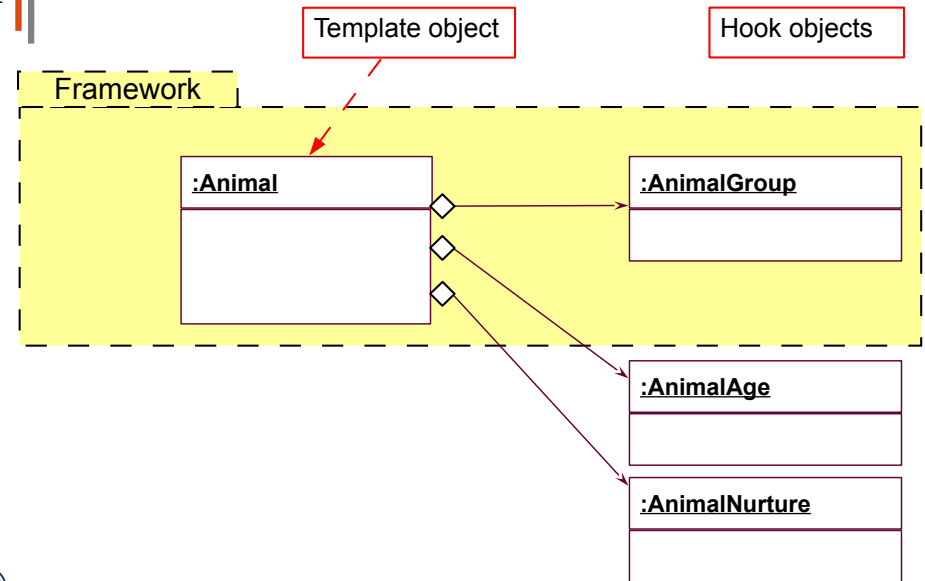 Template object
Hook objects
Framework
:Animal
:AnimalGroup
:AnimalAge
:AnimalNurture